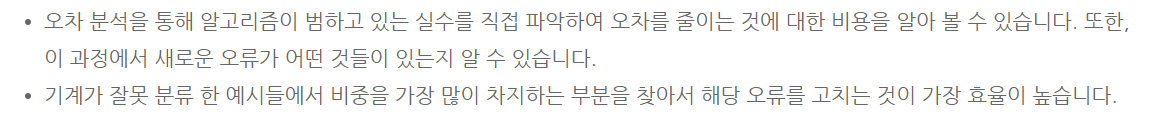 • 오차 분석을 통해 알고리즘이 범하고 있는 실수를 직접 파악하여 오차를 줄이는 것에 대한 비용을 알아 볼 수 있습니다. 또한,
이 과정에서 새로운 오류가 어떤 것들이 있는지 알 수 있습니다.
• 기계가 잘못 분류 한 예시들에서 비중을 가장 많이 차지하는 부분을 찾아서 해당 오류를 고치는 것이 가장 효율이 높습니다.